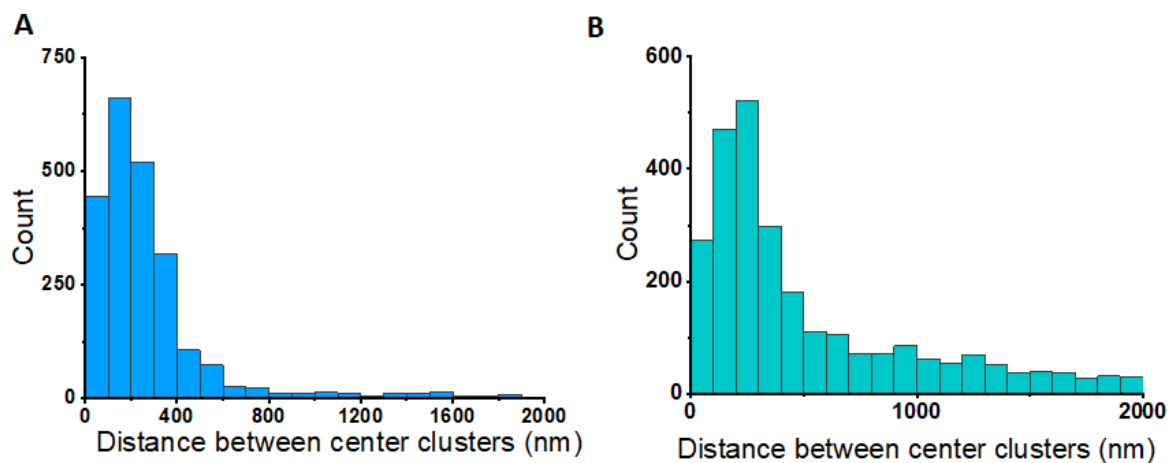 A
750
500
250
0
Count
0 400 800 1200 1600 2000
Distance between center clusters (nm)
B
600
400
200
0
Count
0 1000 2000
Distance between center clusters (nm)